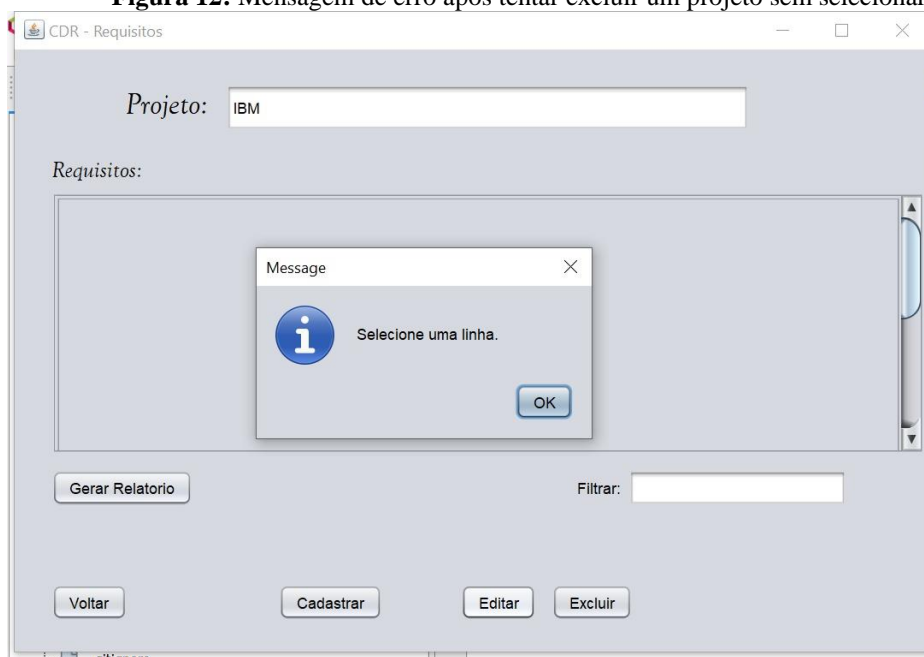 Figura 12: Mensagem de erro após tentar excluir um projeto sem selecionar
CDR - Requisitos
Projeto: IBM
Requisitos:
Message
Selecione uma linha.
OK
Gerar Relatorio Filtrar:
Voltar Cadastrar Editar Excluir